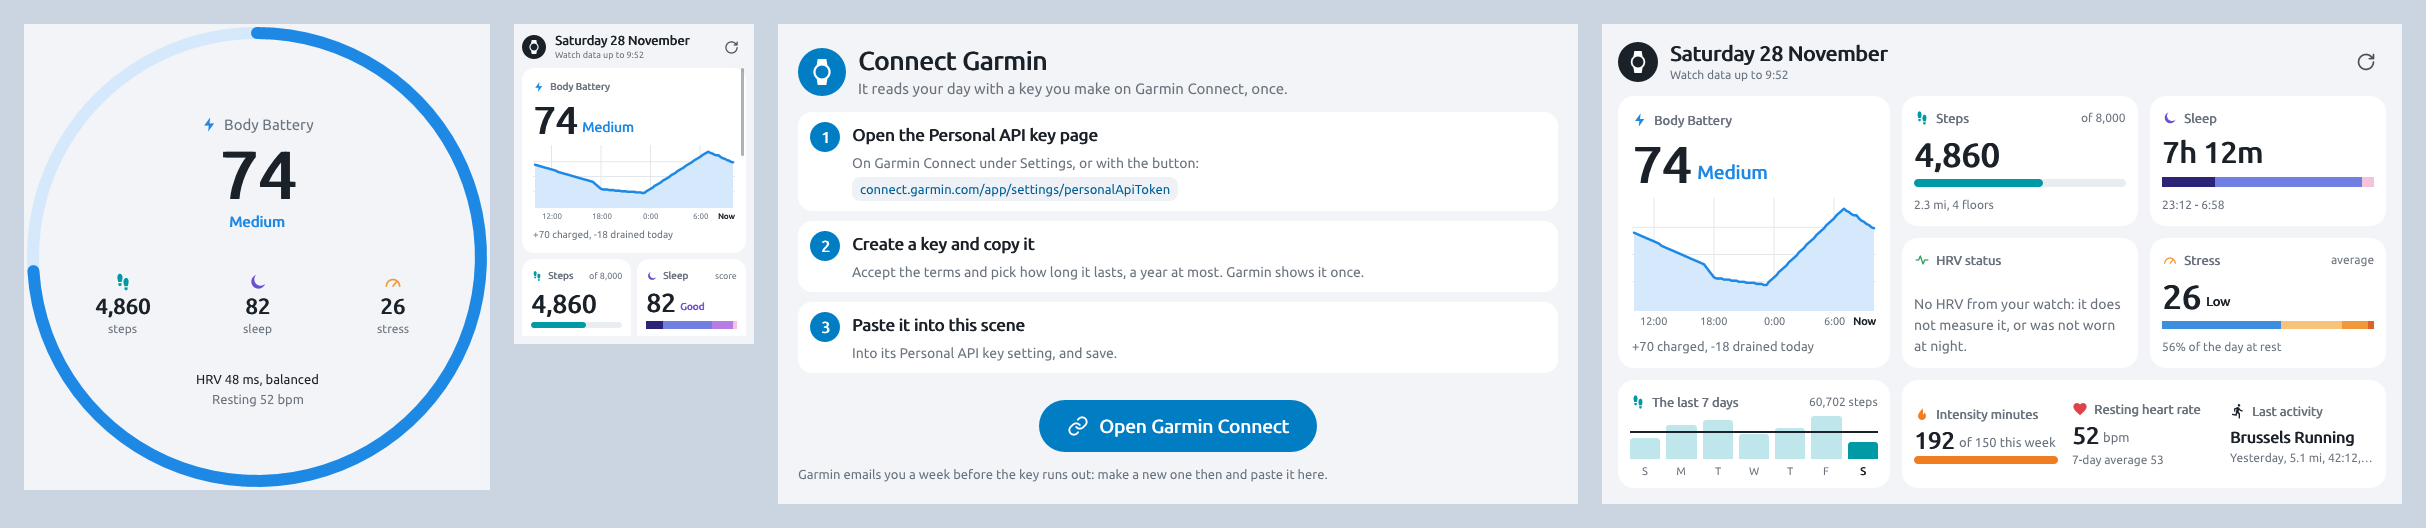 Body Battery
74
Medium
4,860
steps
82
sleep
26
stress
HRV 48 ms, balanced
Resting 52 bpm
Saturday 28 November
Watch data up to 9:52
Body Battery
74 Medium
12:00 18:00 0:00 6:00 Now
+70 charged, -18 drained today
Steps of 8,000
4,860
Sleep score
82 Good
Connect Garmin
It reads your day with a key you make on Garmin Connect, once.
1 Open the Personal API key page
On Garmin Connect under Settings, or with the button:
connect.garmin.com/app/settings/personalApiToken
2 Create a key and copy it
Accept the terms and pick how long it lasts, a year at most. Garmin shows it once.
3 Paste it into this scene
Into its Personal API key setting, and save.
Open Garmin Connect
Garmin emails you a week before the key runs out: make a new one then and paste it here.
Saturday 28 November
Watch data up to 9:52
Body Battery
74 Medium
12:00 18:00 0:00 6:00 Now
+70 charged, -18 drained today
Steps of 8,000
4,860
2.3 mi, 4 floors
Sleep
7h 12m
23:12 - 6:58
HRV status
No HRV from your watch: it does
not measure it, or was not worn
at night.
Stress average
26 Low
56% of the day at rest
The last 7 days 60,702 steps
S M T W T F S
Intensity minutes
192 of 150 this week
Resting heart rate
52 bpm
7-day average 53
Last activity
Brussels Running
Yesterday, 5.1 mi, 42:12,...